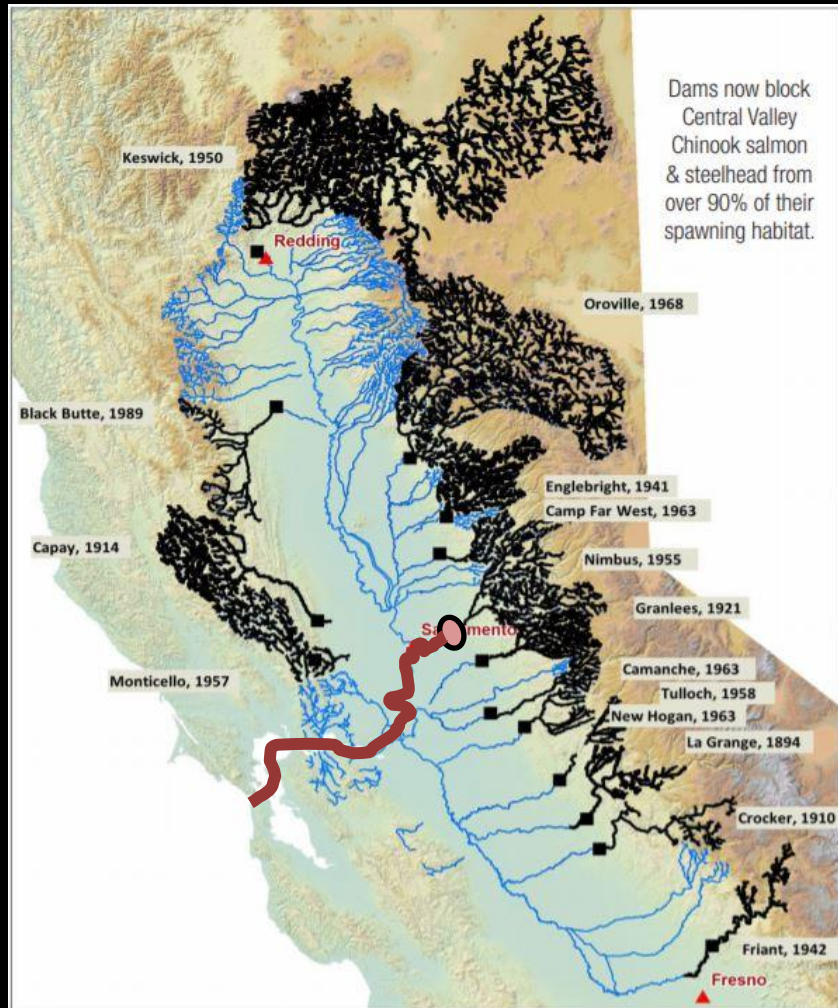 Dams now block
Central Valley
Chinook salmon
& steelhead from
over 90% of their
spawning habitat.
Keswick, 1950
Redding
Oroville, 1968
Black Butte, 1989
Englebright, 1941
Camp Far West, 1963
Capay, 1914
Nimbus, 1955
Granlees, 1921
Monticello, 1957
Camanche, 1963
Tulloch, 1958
New Hogan, 1963
La Grange, 1894
Crocker, 1910
Friant, 1942
Fresno